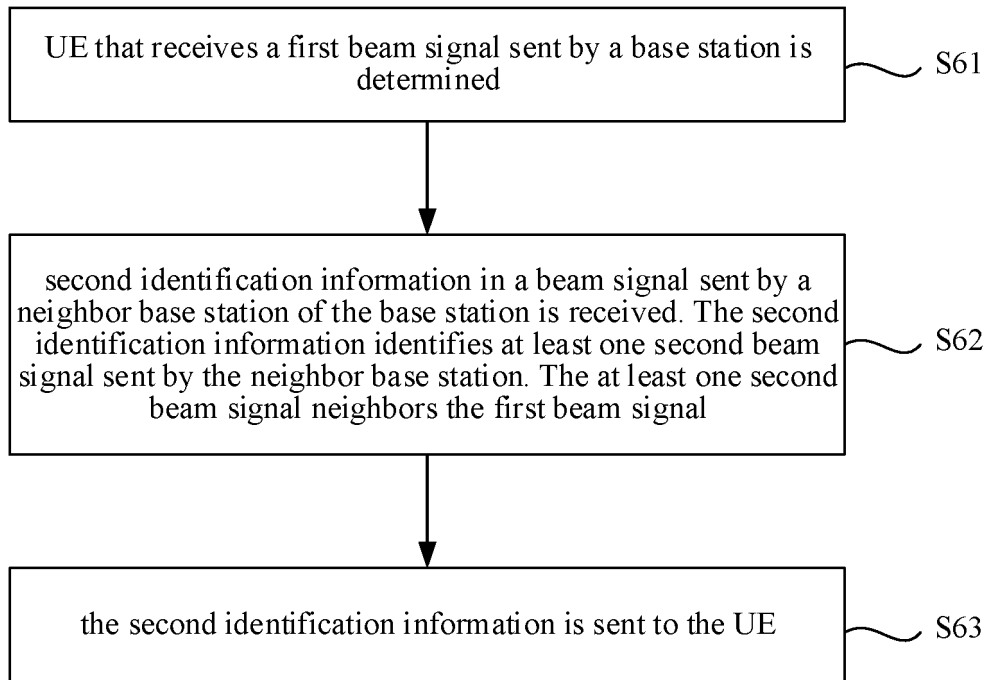 UE that receives a first beam signal sent by a base station is
determined
S61
second identification information in a beam signal sent by a
neighbor base station of the base station is received. The second
identification information identifies at least one second beam
signal sent by the neighbor base station. The at least one second
beam signal neighbors the first beam signal
S62
the second identification information is sent to the UE
S63